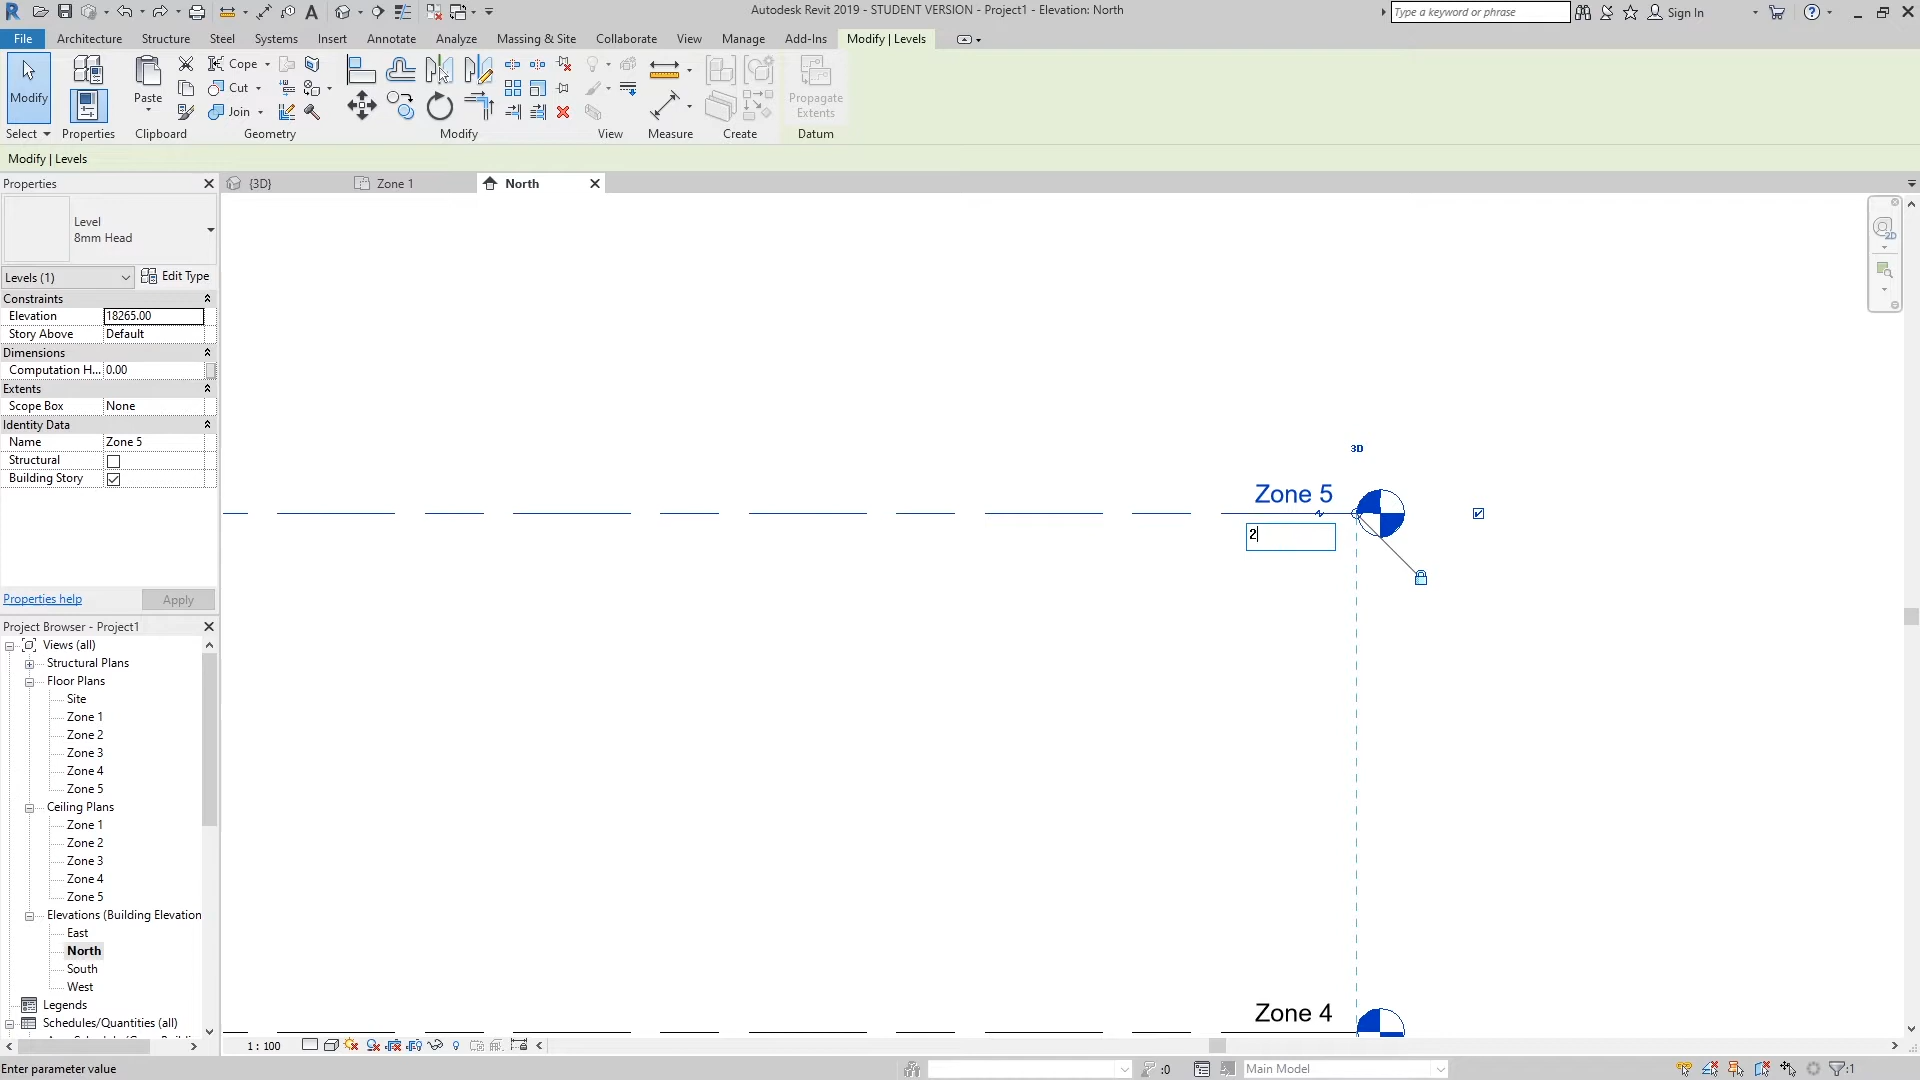 Autodesk Revit 2019 - STUDENT VERSION - Project1 - Elevation: North
Type a keyword or phrase
Sign In
File
Architecture
Structure
Steel
Systems
Insert
Annotate
Analyze
Massing & Site
Collaborate
View
Manage
Add-Ins
Modify | Levels
Modify
Paste
Cope
Cut
Join
Propagate
Extents
Select
Properties
Clipboard
Geometry
Modify
View
Measure
Create
Datum
Modify | Levels
Properties
{3D}
Zone 1
North
Level
8mm Head
Levels (1)
Edit Type
Constraints
Elevation 18265.00
Story Above Default
Dimensions
Computation H... 0.00
Extents
Scope Box None
Identity Data
Name Zone 5
Structural
Building Story
Properties help
Apply
Project Browser - Project1
Views (all)
Structural Plans
Floor Plans
Site
Zone 1
Zone 2
Zone 3
Zone 4
Zone 5
Ceiling Plans
Zone 1
Zone 2
Zone 3
Zone 4
Zone 5
Elevations (Building Elevation
East
North
South
West
Legends
Schedules/Quantities (all)
2D
3D
Zone 5
2
Zone 4
1 : 100
Enter parameter value
:0
Main Model
:1